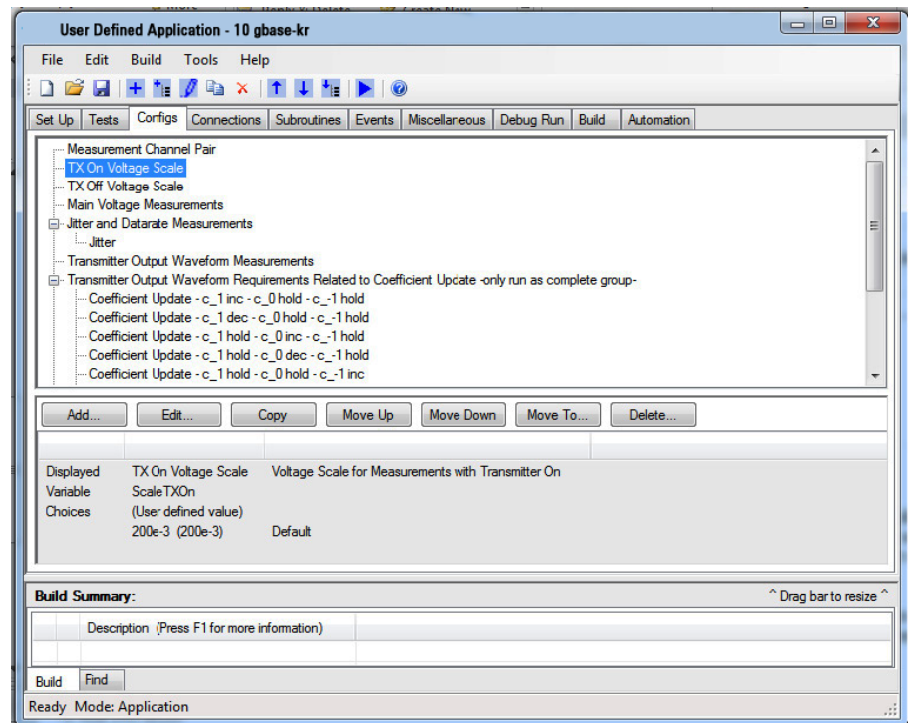 More Reply & Delete Create New
User Defined Application - 10 gbase-kr
File Edit Build Tools Help
Set Up Tests Configs Connections Subroutines Events Miscellaneous Debug Run Build Automation
Measurement Channel Pair
TX On Voltage Scale
TX Off Voltage Scale
Main Voltage Measurements
Jitter and Datarate Measurements
Jitter
Transmitter Output Waveform Measurements
Transmitter Output Waveform Requirements Related to Coefficient Upcate -only run as complete group-
Coefficient Update - c_1 inc - c_0 hold - c_-1 hold
Coefficient Update - c_1 dec - c_0 hold - c_-1 hold
Coefficient Update - c_1 hold - c_0 inc - c_-1 hold
Coefficient Update - c_1 hold - c_0 dec - c_-1 hold
Coefficient Update - c_1 hold - c_0 hold - c_-1 inc
Add... Edit... Copy Move Up Move Down Move To... Delete...
Displayed TX On Voltage Scale Voltage Scale for Measurements with Transmitter On
Variable ScaleTXOn
Choices (User defined value)
200e-3 (200e-3) Default
Build Summary: ^ Drag bar to resize ^
Description (Press F1 for more information)
Build Find
Ready Mode: Application